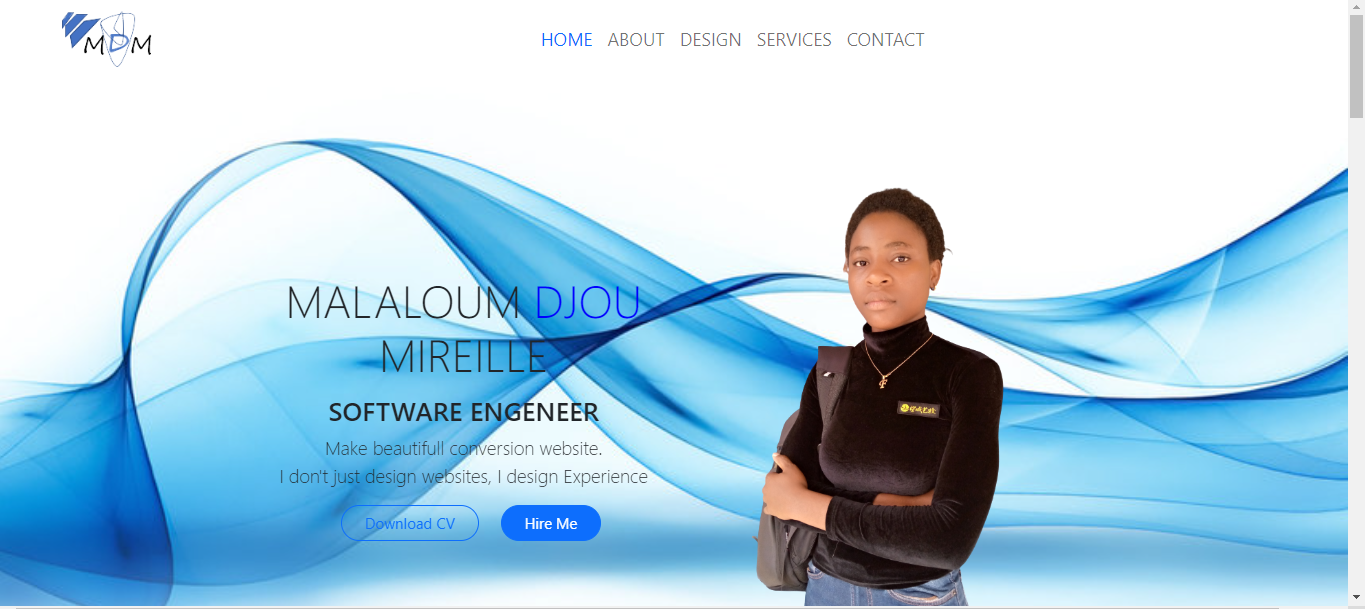 MDM
HOME ABOUT DESIGN SERVICES CONTACT
MALALOUM DJOU
MIREILLE
SOFTWARE ENGENEER
Make beautifull conversion website.
I don't just design websites, I design Experience
Download CV Hire Me